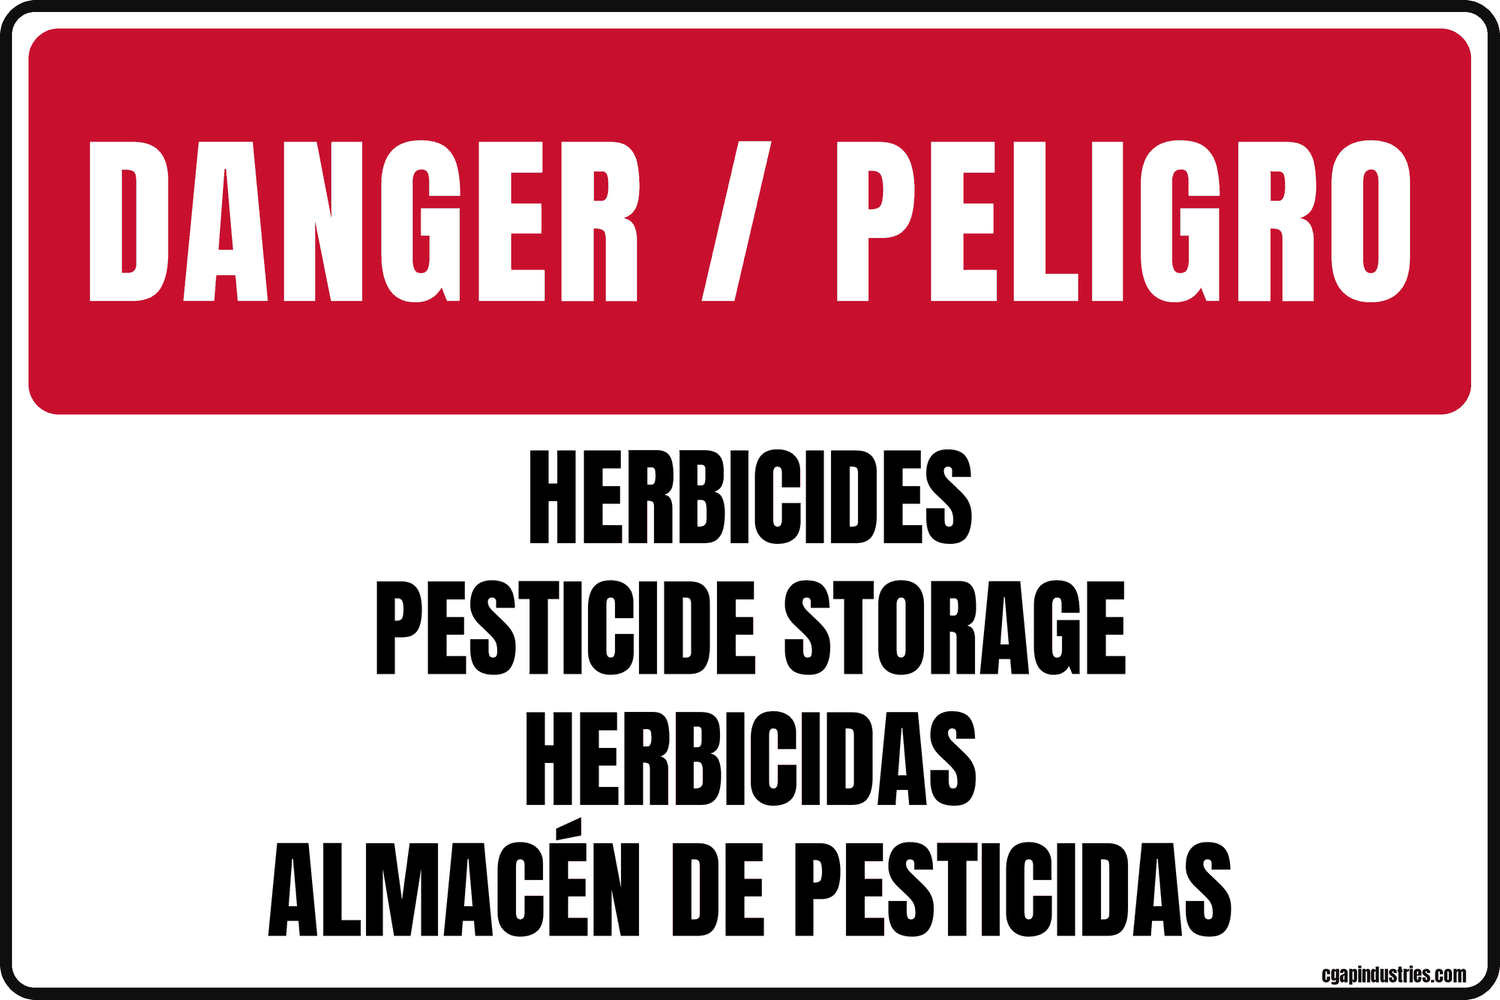 DANGER / PELIGRO
HERBICIDES
PESTICIDE STORAGE
HERBICIDAS
ALMACÉN DE PESTICIDAS
cgapindustries.com